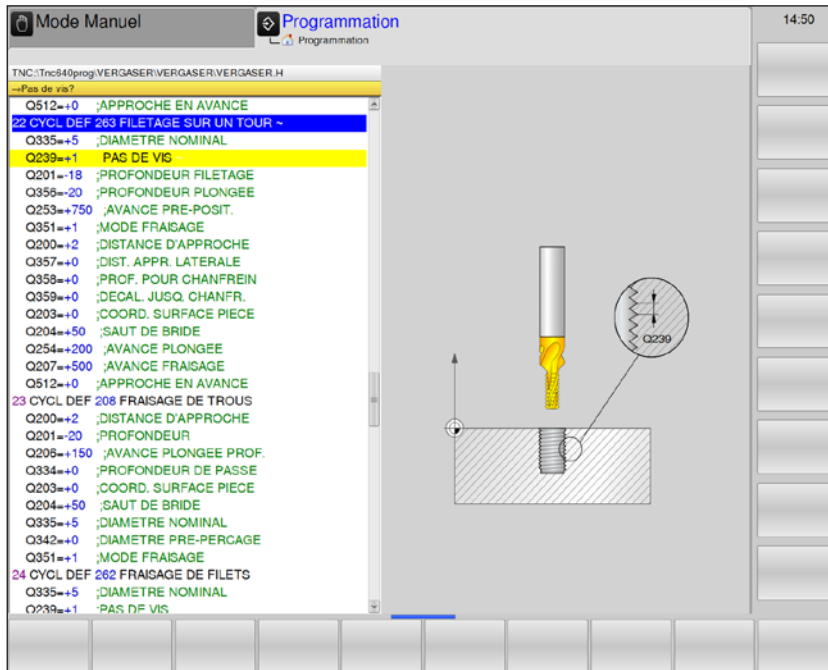 Mode Manuel
Programmation
Programmation
14:50
TNC:\Tnc640prog\VERGASER\VERGASER\VERGASER.H
→Pas de vis?
Q512=+0 ;APPROCHE EN AVANCE
22 CYCL DEF 263 FILETAGE SUR UN TOUR ~
Q335=+5 ;DIAMETRE NOMINAL
Q239=+1 PAS DE VIS ~
Q201=-18 ;PROFONDEUR FILETAGE
Q356=-20 ;PROFONDEUR PLONGEE
Q253=+750 ;AVANCE PRE-POSIT.
Q351=+1 ;MODE FRAISAGE
Q200=+2 ;DISTANCE D'APPROCHE
Q357=+0 ;DIST. APPR. LATERALE
Q358=+0 ;PROF. POUR CHANFREIN
Q359=+0 ;DECAL. JUSQ. CHANFR.
Q203=+0 ;COORD. SURFACE PIECE
Q204=+50 ;SAUT DE BRIDE
Q254=+200 ;AVANCE PLONGEE
Q207=+500 ;AVANCE FRAISAGE
Q512=+0 ;APPROCHE EN AVANCE
23 CYCL DEF 208 FRAISAGE DE TROUS
Q200=+2 ;DISTANCE D'APPROCHE
Q201=-20 ;PROFONDEUR
Q206=+150 ;AVANCE PLONGEE PROF.
Q334=+0 ;PROFONDEUR DE PASSE
Q203=+0 ;COORD. SURFACE PIECE
Q204=+50 ;SAUT DE BRIDE
Q335=+5 ;DIAMETRE NOMINAL
Q342=+0 ;DIAMETRE PRE-PERCAGE
Q351=+1 ;MODE FRAISAGE
24 CYCL DEF 262 FRAISAGE DE FILETS
Q335=+5 ;DIAMETRE NOMINAL
Q239=+1 ;PAS DE VIS
Q239